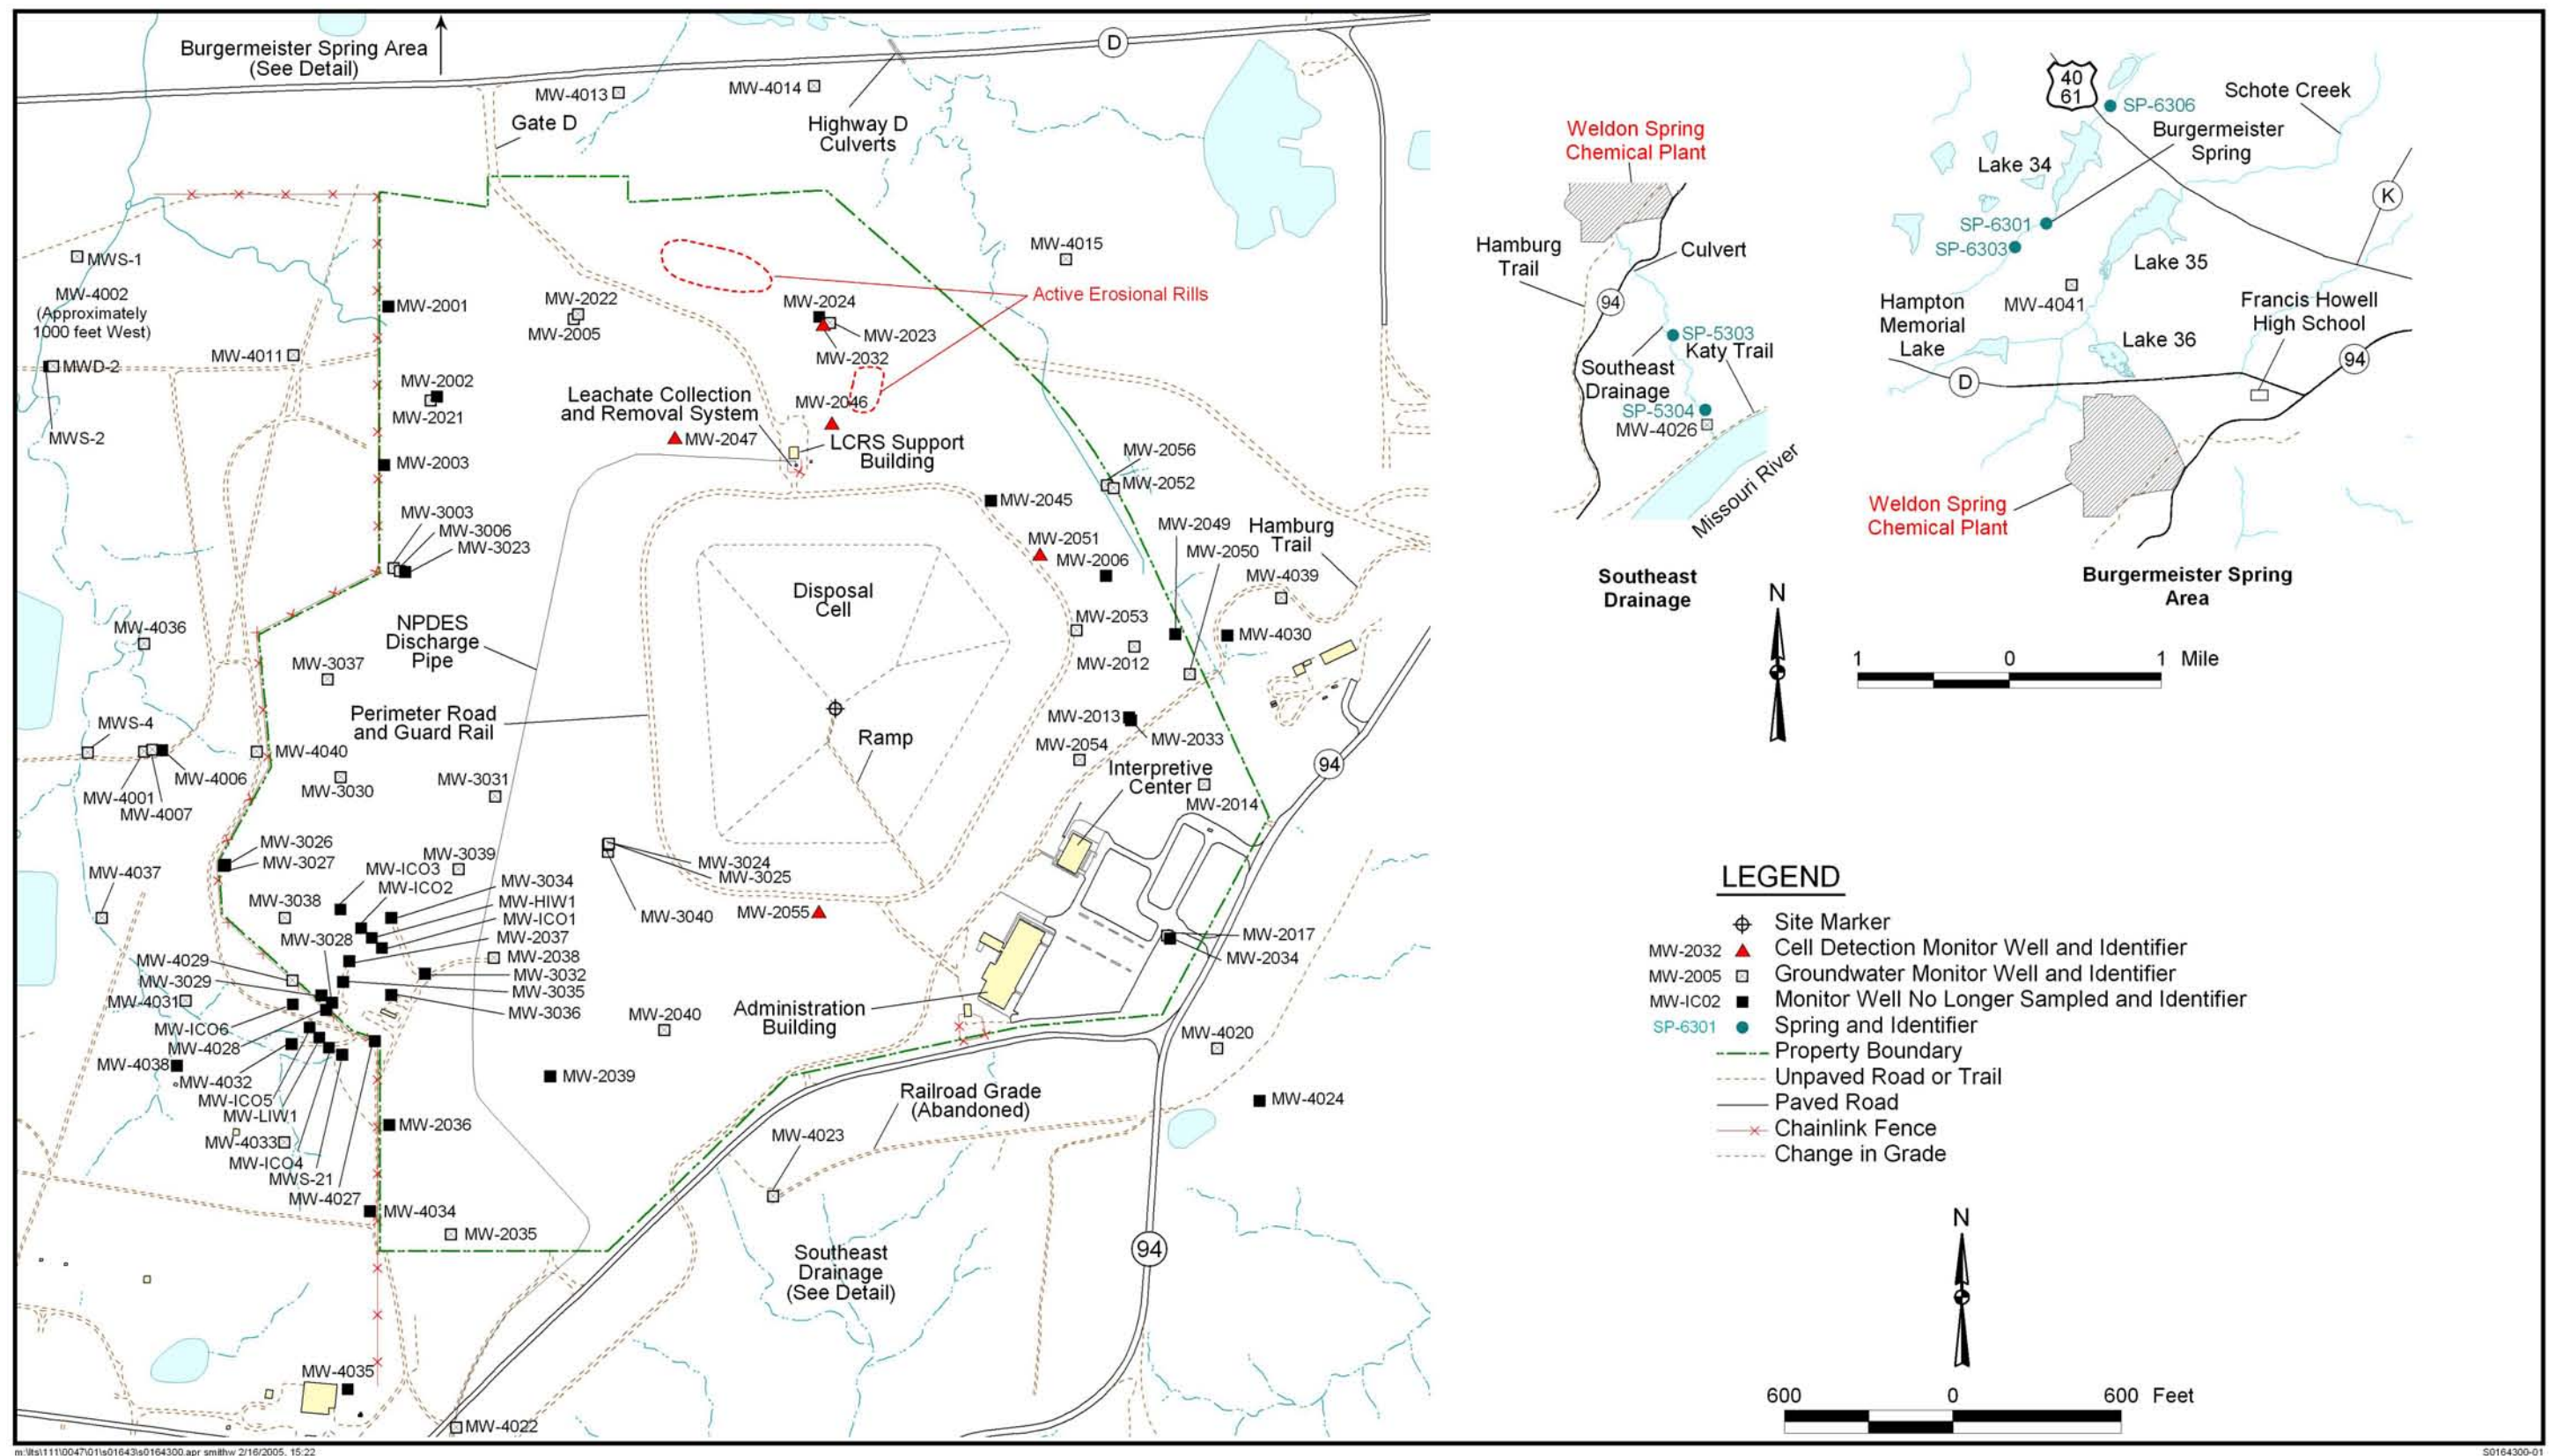 Burgermeister Spring Area
(See Detail)
D
MW-4013
MW-4014
Gate D
Highway D
Culverts
MWS-1
MW-4015
MW-4002
(Approximately
1000 feet West)
MW-2001
MW-2022
MW-2005
MW-2024
MW-2023
MW-2032
Active Erosional Rills
MWD-2
MW-4011
MW-2002
MW-2021
MWS-2
Leachate Collection
and Removal System
MW-2046
MW-2047
LCRS Support
Building
MW-2003
MW-2056
MW-2052
MW-2045
MW-3003
MW-3006
MW-3023
MW-2049
MW-2050
Hamburg
Trail
MW-2051
MW-2006
MW-4039
Disposal
Cell
MW-4036
NPDES
Discharge
Pipe
MW-2053
MW-4030
MW-2012
MW-3037
MWS-4
Perimeter Road
and Guard Rail
Ramp
MW-2013
MW-2033
MW-2054
MW-4040
MW-4006
MW-4001
MW-4007
MW-3030
MW-3031
Interpretive
Center
MW-2014
94
MW-3026
MW-3027
MW-ICO3
MW-3039
MW-ICO2
MW-4037
MW-3024
MW-3025
MW-3034
MW-HIW1
MW-ICO1
MW-3038
MW-3028
MW-2037
MW-2038
MW-3040
MW-2055
MW-2017
MW-2034
MW-4029
MW-3029
MW-4031
MW-3032
MW-3035
MW-3036
MW-ICO6
MW-4028
MW-4038
MW-4032
MW-ICO5
MW-LIW1
MW-2040
Administration
Building
MW-4020
MW-2039
Railroad Grade
(Abandoned)
MW-4024
MW-2036
MW-4033
MW-ICO4
MWS-21
MW-4027
MW-4023
MW-4034
MW-2035
Southeast
Drainage
(See Detail)
94
MW-4035
MW-4022
Weldon Spring
Chemical Plant
Hamburg
Trail
Culvert
94
SP-5303
Katy Trail
Southeast
Drainage
SP-5304
MW-4026
Missouri River
Southeast
Drainage
40
61
SP-6306
Schote Creek
Burgermeister
Spring
Lake 34
K
SP-6301
SP-6303
Lake 35
MW-4041
Hampton
Memorial
Lake
Francis Howell
High School
Lake 36
94
D
Weldon Spring
Chemical Plant
Burgermeister Spring
Area
N
1 0 1 Mile
LEGEND
Site Marker
MW-2032 Cell Detection Monitor Well and Identifier
MW-2005 Groundwater Monitor Well and Identifier
MW-IC02 Monitor Well No Longer Sampled and Identifier
SP-6301 Spring and Identifier
Property Boundary
Unpaved Road or Trail
Paved Road
Chainlink Fence
Change in Grade
N
600 0 600 Feet
m:\lts\111\0047\01\s01643\s0164300.apr smithw 2/16/2005, 15:22
S0164300-01